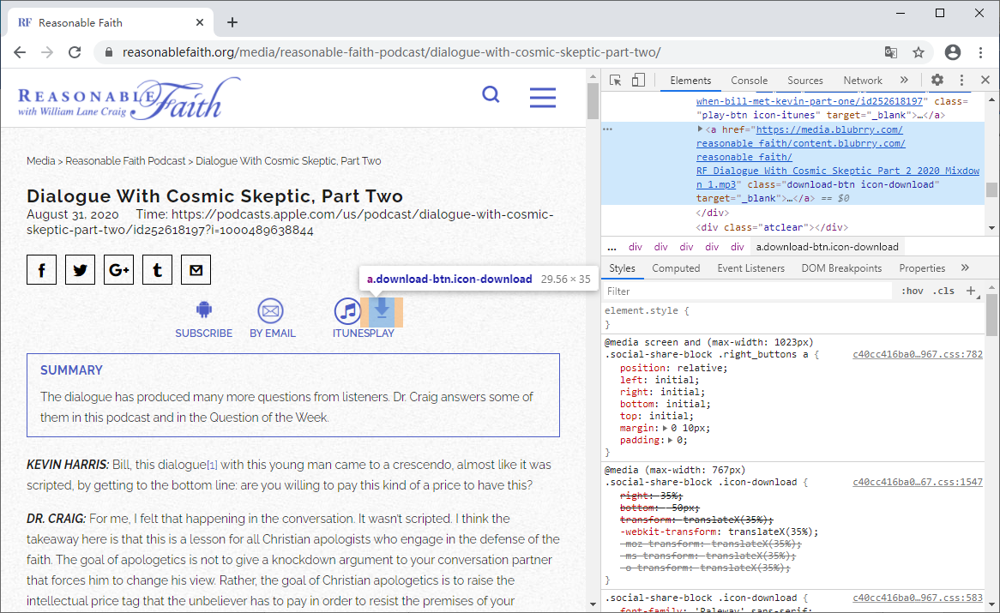 RF Reasonable Faith
reasonablefaith.org/media/reasonable-faith-podcast/dialogue-with-cosmic-skeptic-part-two/
REASONABLE Faith
with William Lane Craig
Media > Reasonable Faith Podcast > Dialogue With Cosmic Skeptic, Part Two
Dialogue With Cosmic Skeptic, Part Two
August 31, 2020 Time: https://podcasts.apple.com/us/podcast/dialogue-with-cosmic-
skeptic-part-two/id252618197?i=1000489638844
f G+ t
a.download-btn.icon-download 29.56 × 35
SUBSCRIBE BY EMAIL ITUNES PLAY
SUMMARY
The dialogue has produced many more questions from listeners. Dr. Craig answers some of
them in this podcast and in the Question of the Week.
KEVIN HARRIS: Bill, this dialogue[1] with this young man came to a crescendo, almost like it was
scripted, by getting to the bottom line: are you willing to pay this kind of a price to have this?
DR. CRAIG: For me, I felt that happening in the conversation. It wasn't scripted. I think the
takeaway here is that this is a lesson for all Christian apologists who engage in the defense of the
faith. The goal of apologetics is not to give a knockdown argument to your conversation partner
that forces him to change his view. Rather, the goal of Christian apologetics is to raise the
intellectual price tag that the unbeliever has to pay in order to resist the premises of your
Elements Console Sources Network »
when-bill-met-kevin-part-one/id252618197" class=
"play-btn icon-itunes" target="_blank">…</a>
… ▶<a href="https://media.blubrry.com/
reasonable_faith/content.blubrry.com/
reasonable_faith/
RF_Dialogue_With_Cosmic_Skeptic_Part_2_2020_Mixdow
n_1.mp3" class="download-btn icon-download"
target="_blank">…</a> == $0
</div>
<div class="atclear"></div>
... div div div div div a.download-btn.icon-download
Styles Computed Event Listeners DOM Breakpoints Properties »
Filter :hov .cls +
element.style {
}
@media screen and (max-width: 1023px)
.social-share-block .right_buttons a { c40cc416ba0…967.css:782
position: relative;
left: initial;
right: initial;
bottom: initial;
top: initial;
margin:▶ 0 10px;
padding:▶ 0;
}
@media (max-width: 767px)
.social-share-block .icon-download { c40cc416ba0…67.css:1547
right: 35%;
bottom: -50px;
transform: translateX(35%);
-webkit-transform: translateX(35%);
-moz-transform: translateX(35%);
-ms-transform: translateX(35%);
-o-transform: translateX(35%);
}
.social-share-block .icon-download { c40cc416ba0…967.css:583
font-family: 'Raleway',sans-serif;